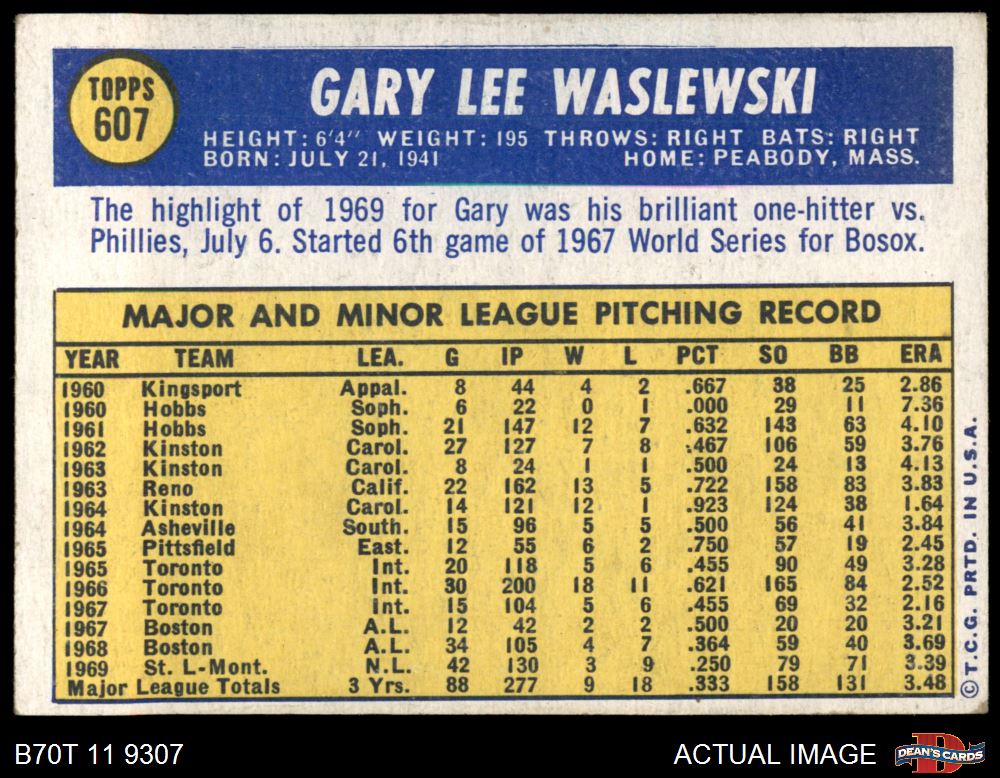 TOPPS
607
GARY LEE WASLEWSKI
HEIGHT: 6'4" WEIGHT: 195 THROWS: RIGHT BATS: RIGHT
BORN: JULY 21, 1941 HOME: PEABODY, MASS.
The highlight of 1969 for Gary was his brilliant one-hitter vs.
Phillies, July 6. Started 6th game of 1967 World Series for Bosox.
MAJOR AND MINOR LEAGUE PITCHING RECORD
YEAR TEAM LEA. G IP W L PCT SO BB ERA
1960 Kingsport Appal. 8 44 4 2 .667 38 25 2.86
1960 Hobbs Soph. 6 22 0 1 .000 29 11 7.36
1961 Hobbs Soph. 21 147 12 7 .632 143 63 4.10
1962 Kinston Carol. 27 127 7 8 .467 106 59 3.76
1963 Kinston Carol. 8 24 1 1 .500 24 13 4.13
1963 Reno Calif. 22 162 13 5 .722 158 83 3.83
1964 Kinston Carol. 14 121 12 1 .923 124 38 1.64
1964 Asheville South. 15 96 5 5 .500 56 41 3.84
1965 Pittsfield East. 12 55 6 2 .750 57 19 2.45
1965 Toronto Int. 20 118 5 6 .455 90 49 3.28
1966 Toronto Int. 30 200 18 11 .621 165 84 2.52
1967 Toronto Int. 15 104 5 6 .455 69 32 2.16
1967 Boston A.L. 12 42 2 2 .500 20 20 3.21
1968 Boston A.L. 34 105 4 7 .364 59 40 3.69
1969 St. L-Mont. N.L. 42 130 3 9 .250 79 71 3.39
Major League Totals 3 Yrs. 88 277 9 18 .333 158 131 3.48
© T.C.G. PRTD. IN U.S.A.
B70T 11 9307
ACTUAL IMAGE
DEAN'S CARDS